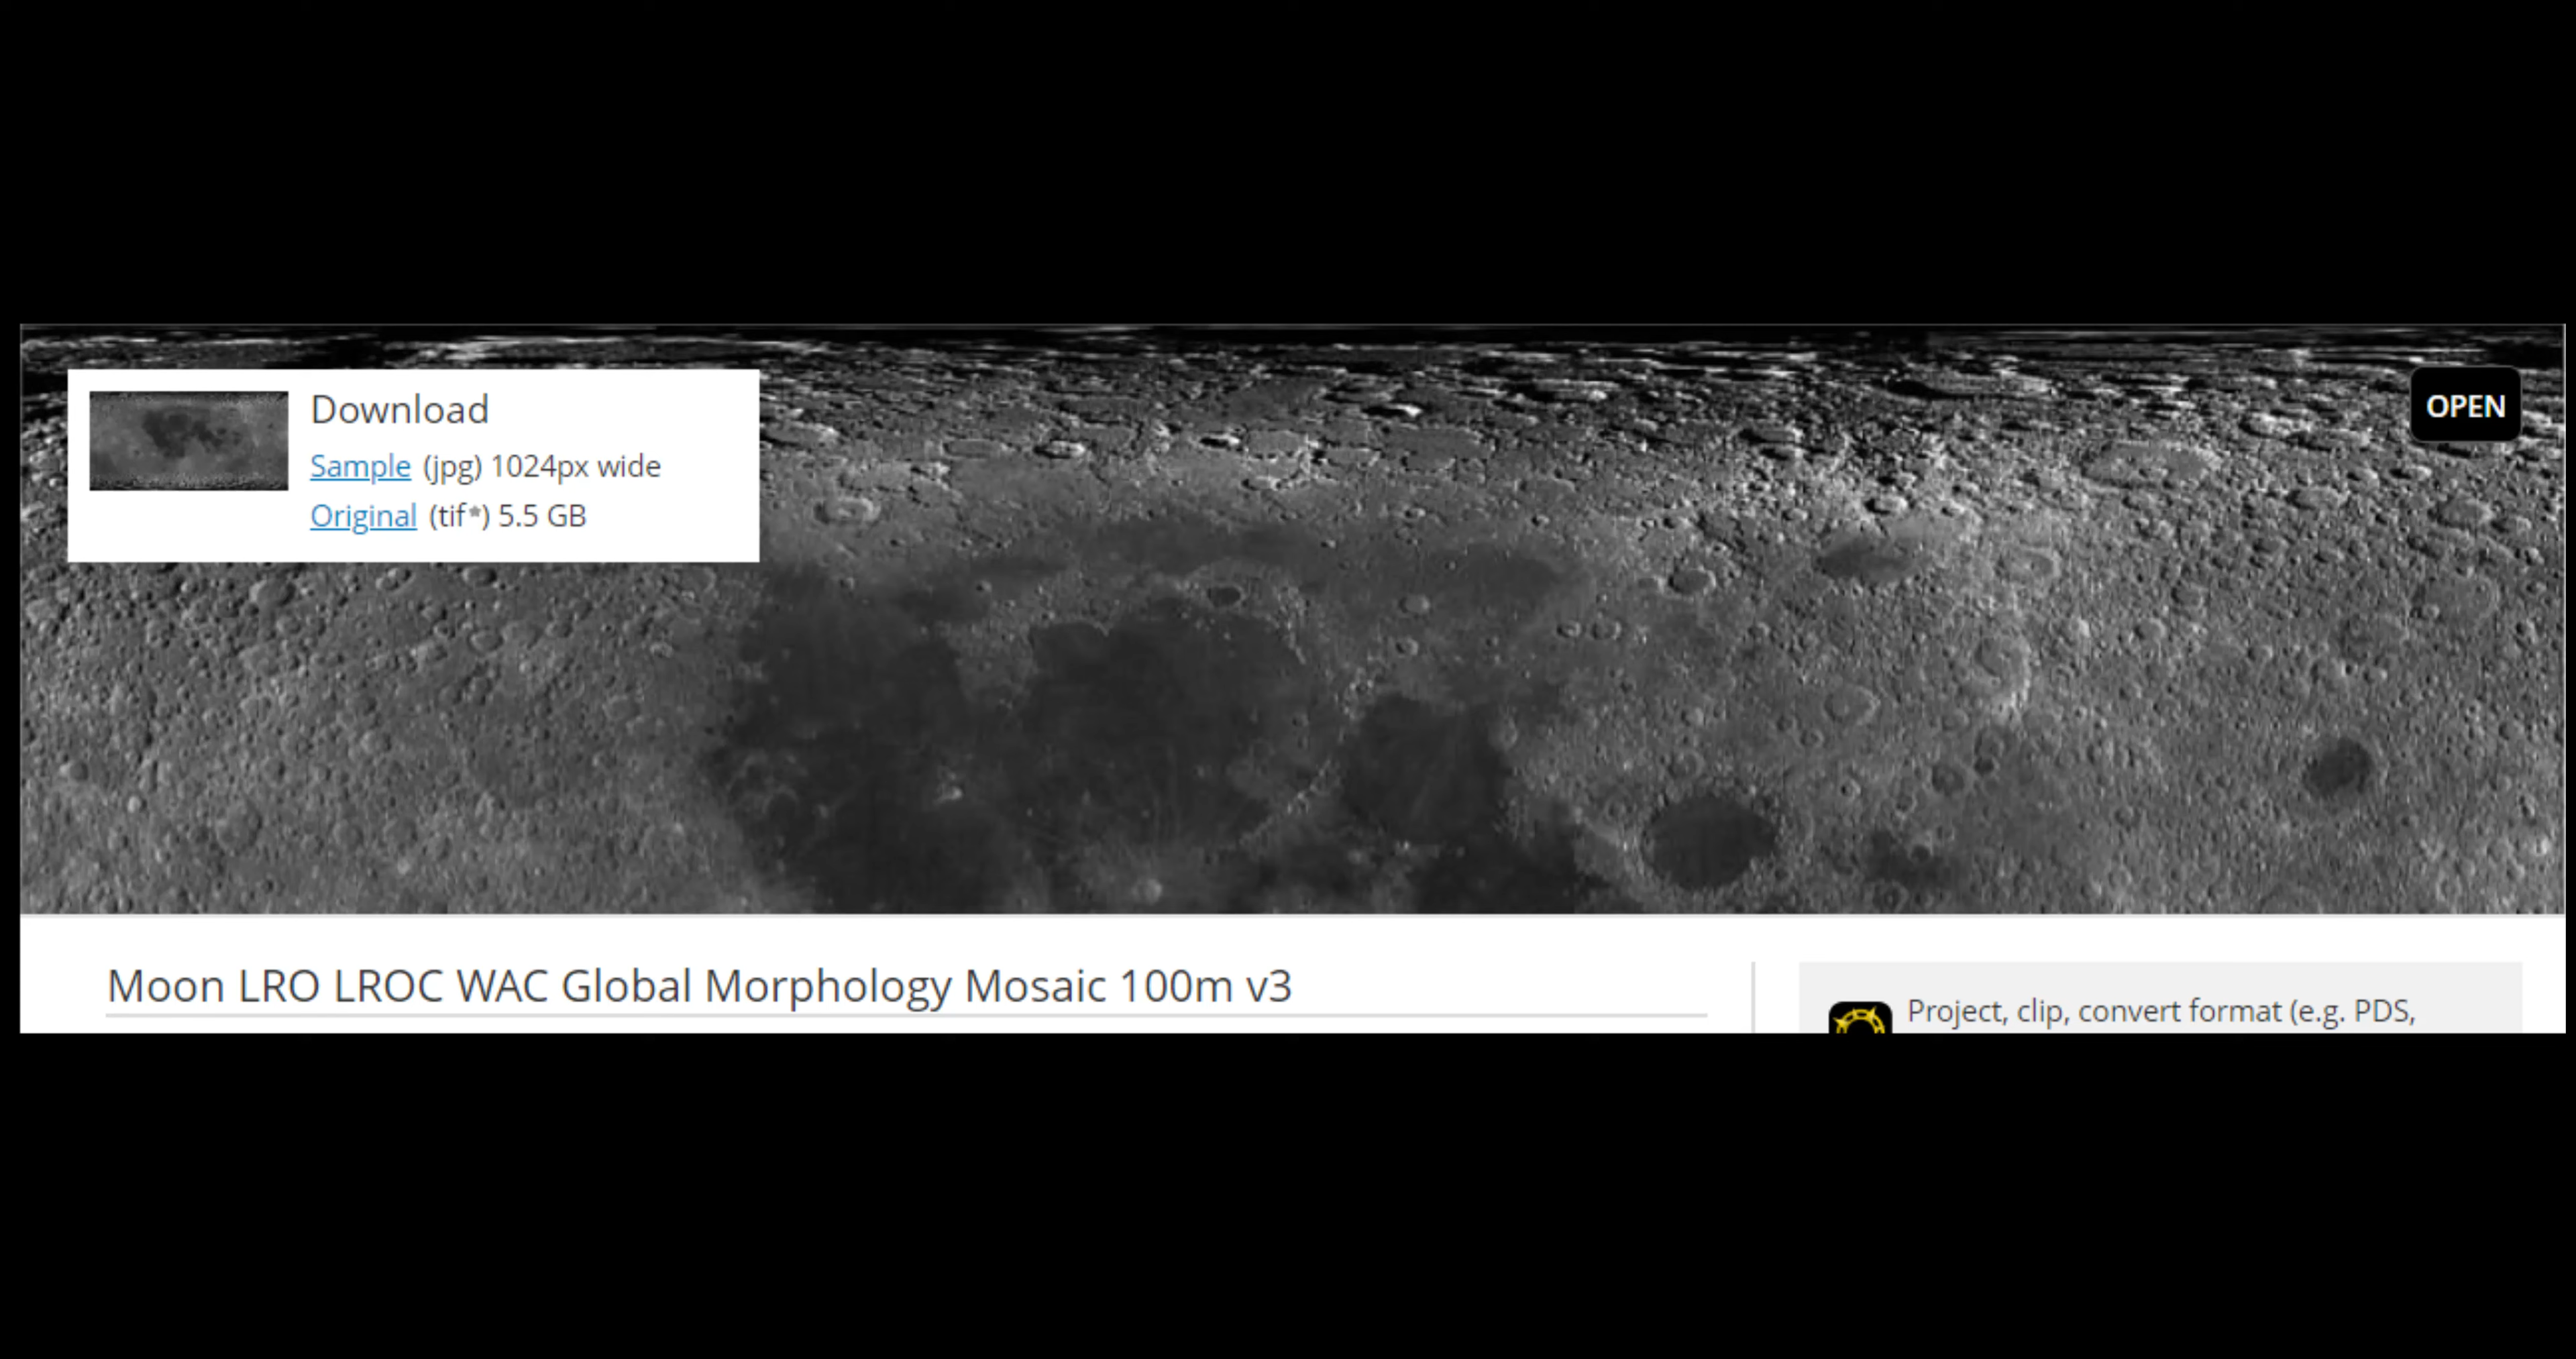 Download
Sample (jpg) 1024px wide
Original (tif*) 5.5 GB
OPEN
Moon LRO LROC WAC Global Morphology Mosaic 100m v3
Project, clip, convert format (e.g. PDS,